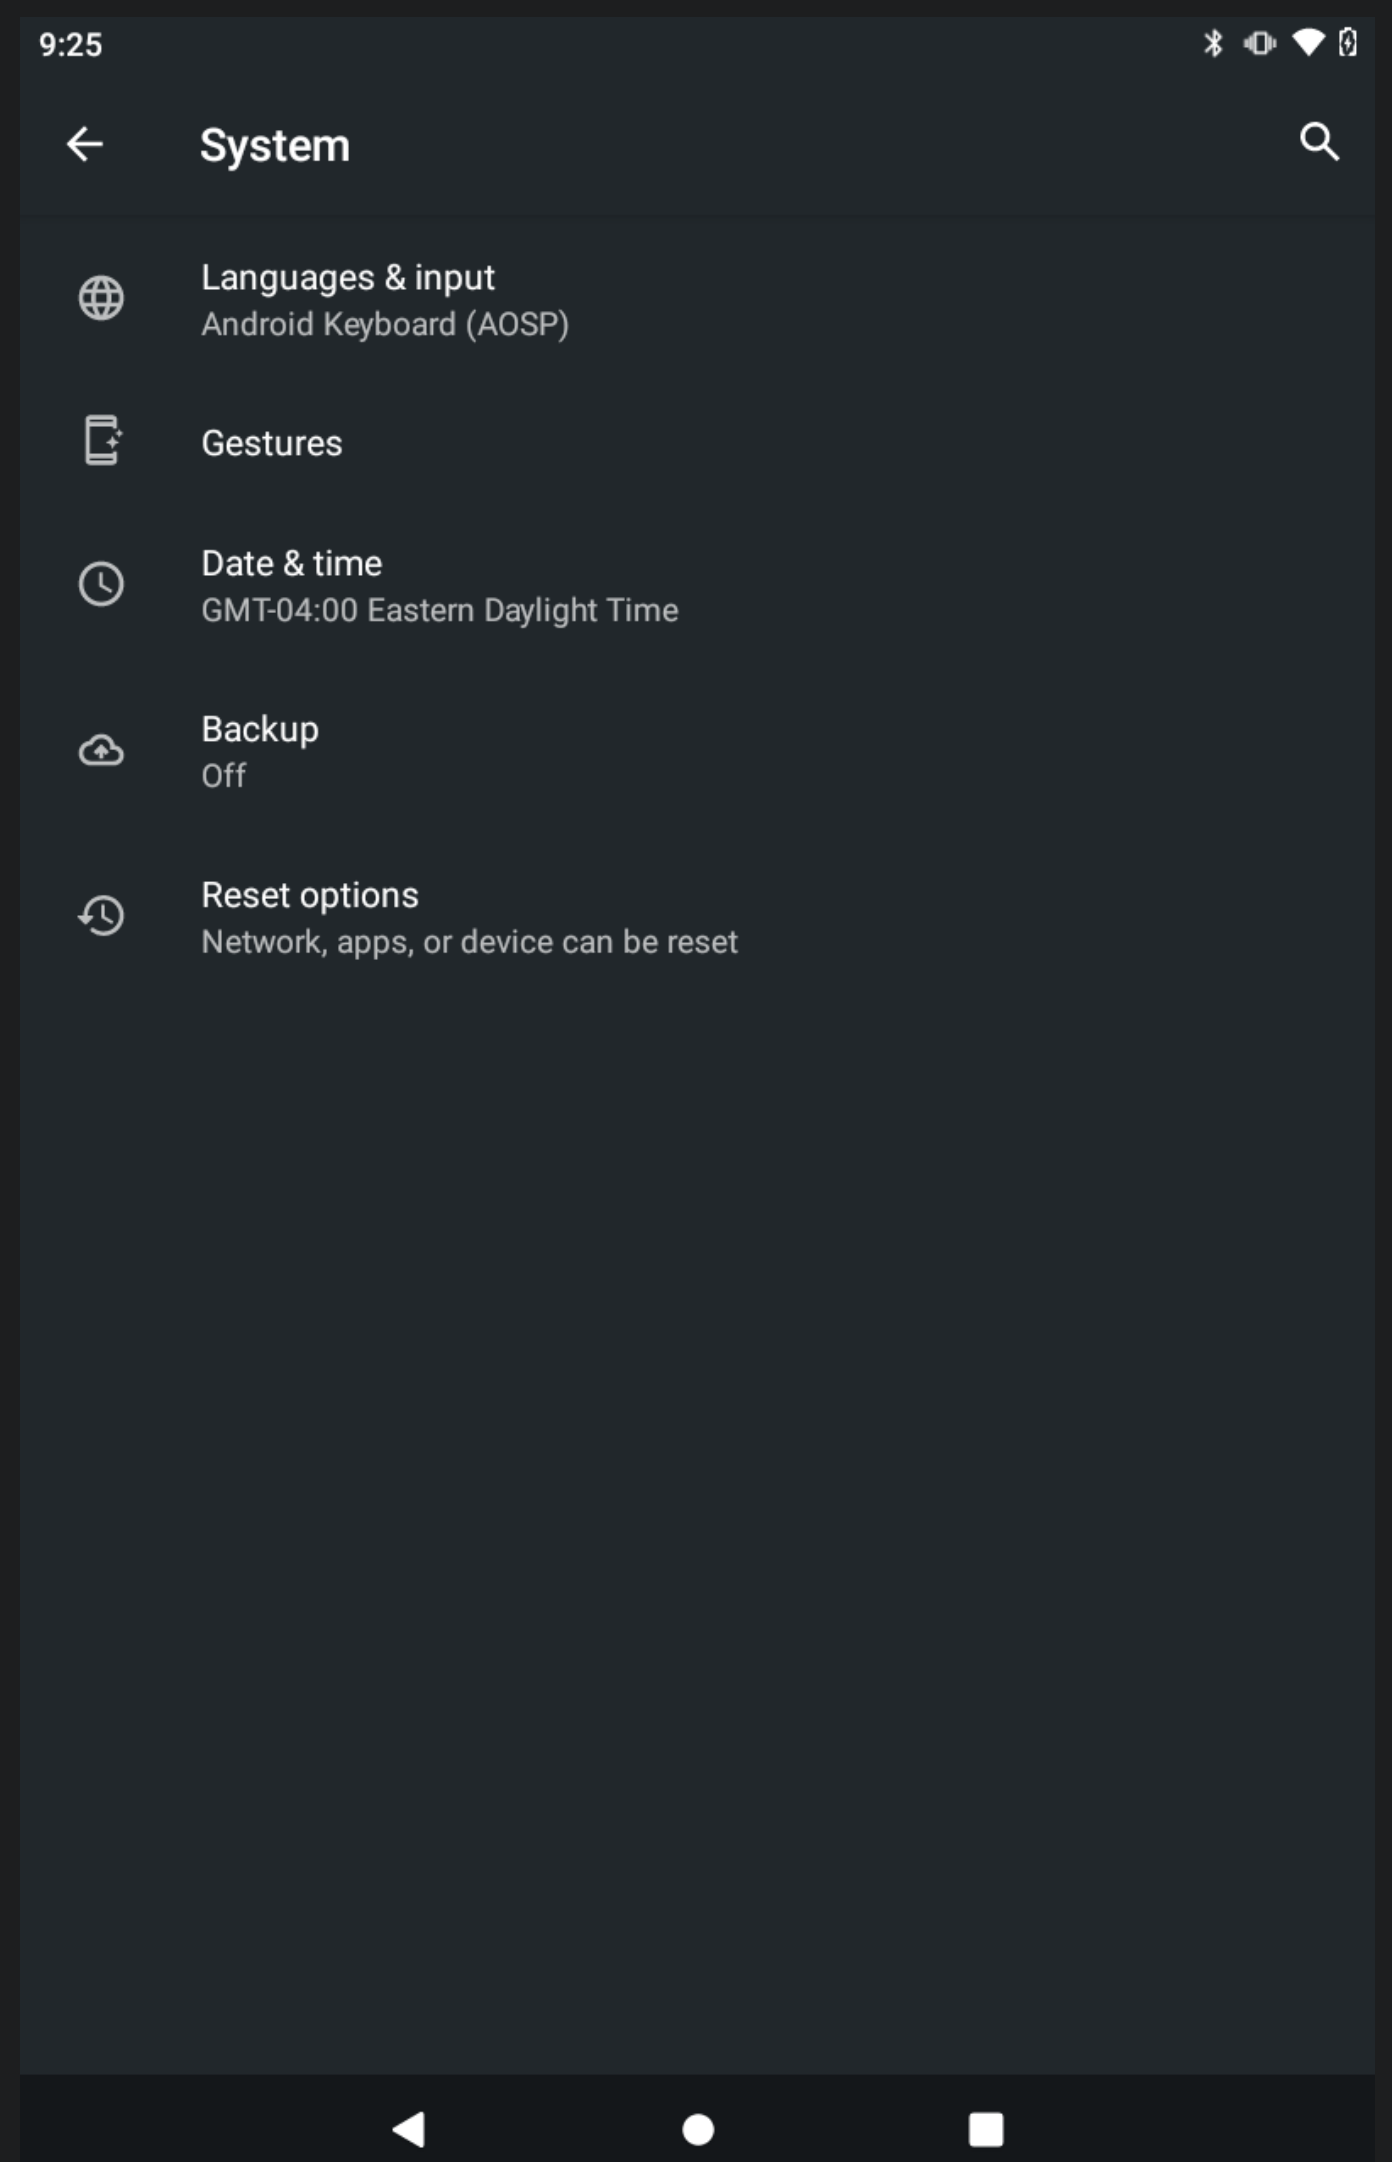 9:25
System
Languages & input
Android Keyboard (AOSP)
Gestures
Date & time
GMT-04:00 Eastern Daylight Time
Backup
Off
Reset options
Network, apps, or device can be reset